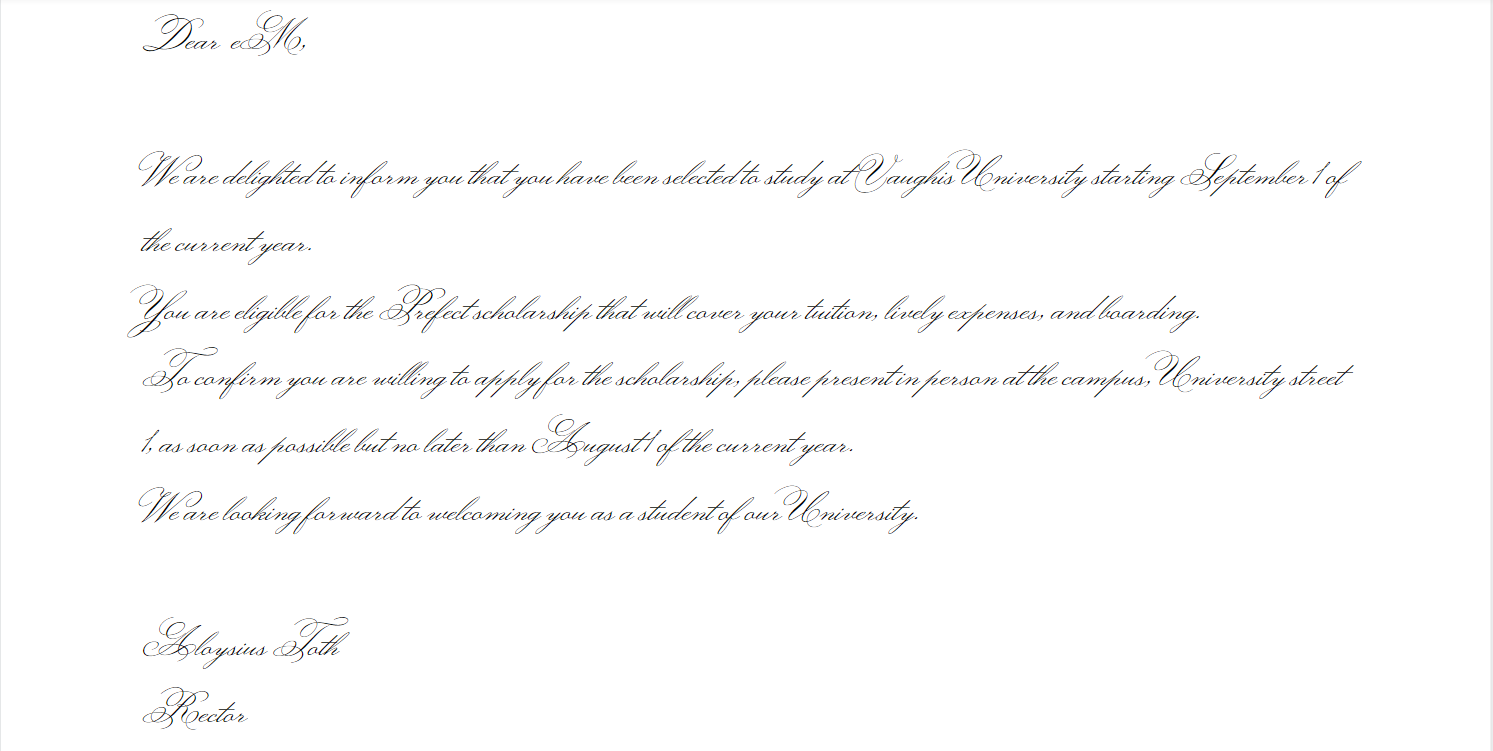 Dear eM,
We are delighted to inform you that you have been selected to study at Vaughis University starting September 1 of
the current year.
You are eligible for the Prefect scholarship that will cover your tuition, lively expenses, and boarding.
To confirm you are willing to apply for the scholarship, please present in person at the campus, University street
1, as soon as possible but no later than August 1 of the current year.
We are looking forward to welcoming you as a student of our University.
Aloysius Toth
Rector